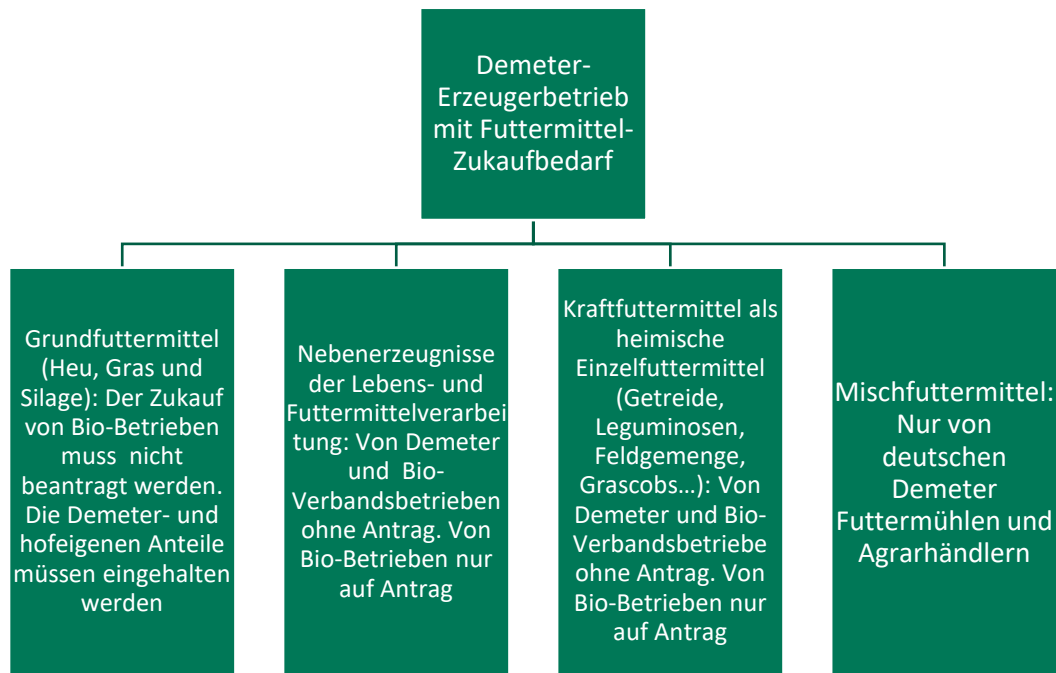 Demeter-
Erzeugerbetrieb
mit Futtermittel-
Zukaufbedarf
Grundfuttermittel
(Heu, Gras und
Silage): Der Zukauf
von Bio-Betrieben
muss nicht
beantragt werden.
Die Demeter- und
hofeigenen Anteile
müssen eingehalten
werden
Nebenerzeugnisse
der Lebens- und
Futtermittelverarbei
tung: Von Demeter
und Bio-
Verbandsbetrieben
ohne Antrag. Von
Bio-Betrieben nur
auf Antrag
Kraftfuttermittel als
heimische
Einzelfuttermittel
(Getreide,
Leguminosen,
Feldgemenge,
Grascobs…): Von
Demeter und Bio-
Verbandsbetriebe
ohne Antrag. Von
Bio-Betrieben nur
auf Antrag
Mischfuttermittel:
Nur von
deutschen
Demeter
Futtermühlen und
Agrarhändlern